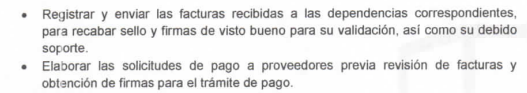 • Registrar y enviar las facturas recibidas a las dependencias correspondientes,
para recabar sello y firmas de visto bueno para su validación, así como su debido
soporte.
• Elaborar las solicitudes de pago a proveedores previa revisión de facturas y
obtención de firmas para el trámite de pago.